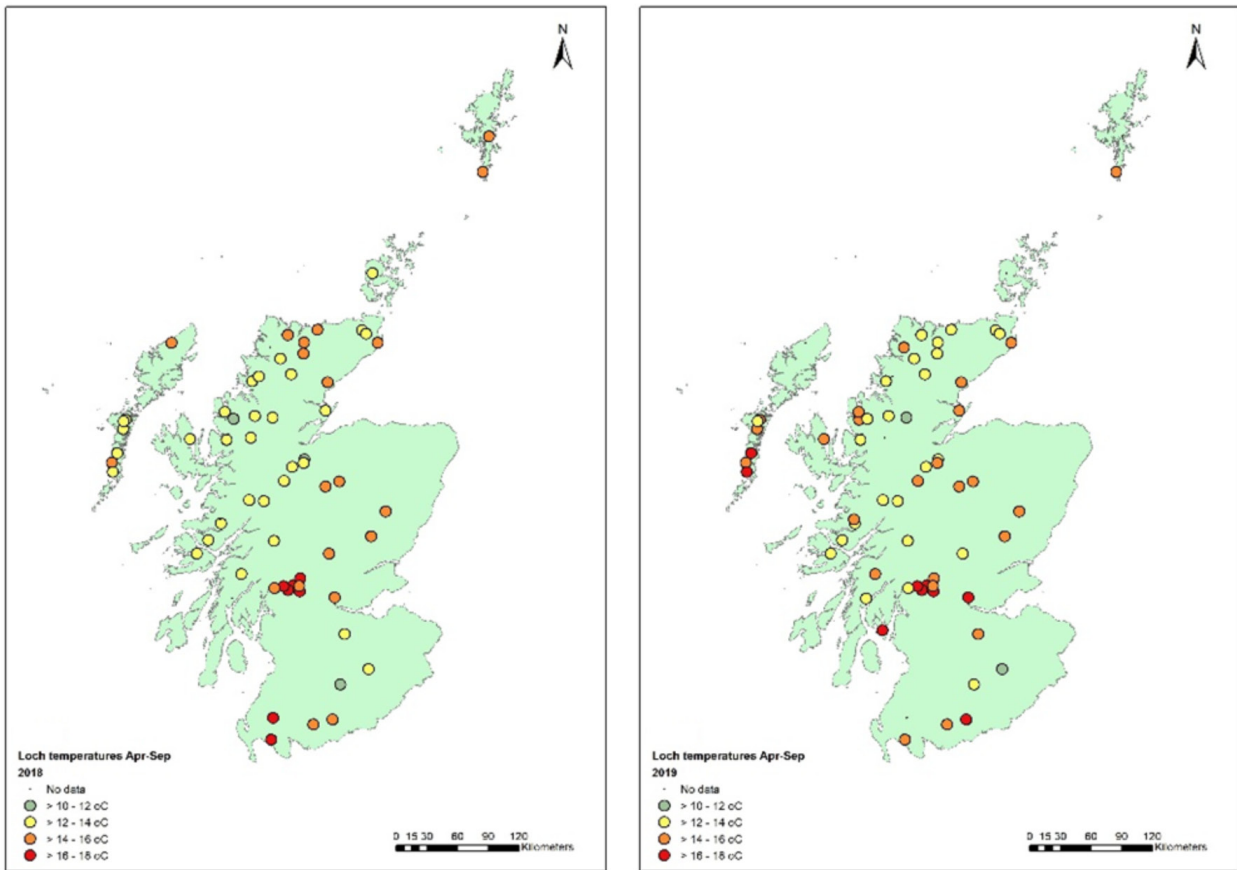 N
Loch temperatures Apr-Sep
2018
No data
> 10 - 12 oC
> 12 - 14 oC
> 14 - 16 oC
> 16 - 18 oC
0 15 30 60 90 120
Kilometers
N
Loch temperatures Apr-Sep
2019
No data
> 10 - 12 oC
> 12 - 14 oC
> 14 - 16 oC
> 16 - 18 oC
0 15 30 60 90 120
Kilometers